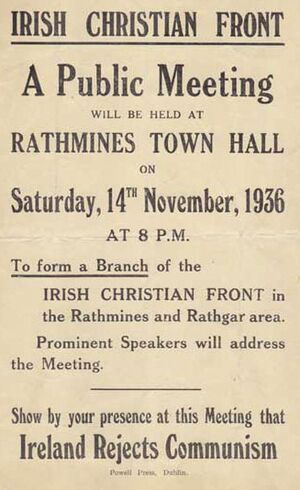 IRISH CHRISTIAN FRONT
A Public Meeting
WILL BE HELD AT
RATHMINES TOWN HALL
ON
Saturday, 14TH November, 1936
AT 8 P.M.
To form a Branch of the
IRISH CHRISTIAN FRONT in
the Rathmines and Rathgar area.
Prominent Speakers will address
the Meeting.
Show by your presence at this Meeting that
Ireland Rejects Communism
Powell Press, Dublin.